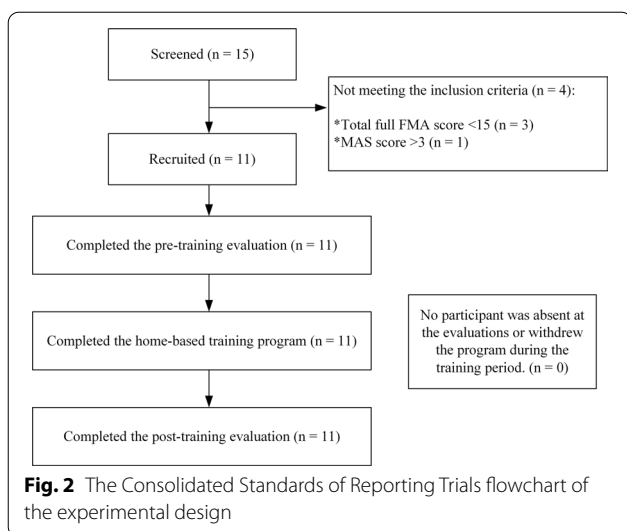 Screened (n = 15)
Not meeting the inclusion criteria (n = 4):
*Total full FMA score <15 (n = 3)
*MAS score >3 (n = 1)
Recruited (n = 11)
Completed the pre-training evaluation (n = 11)
No participant was absent at
the evaluations or withdrew
the program during the
training period. (n = 0)
Completed the home-based training program (n = 11)
Completed the post-training evaluation (n = 11)
Fig. 2 The Consolidated Standards of Reporting Trials flowchart of
the experimental design